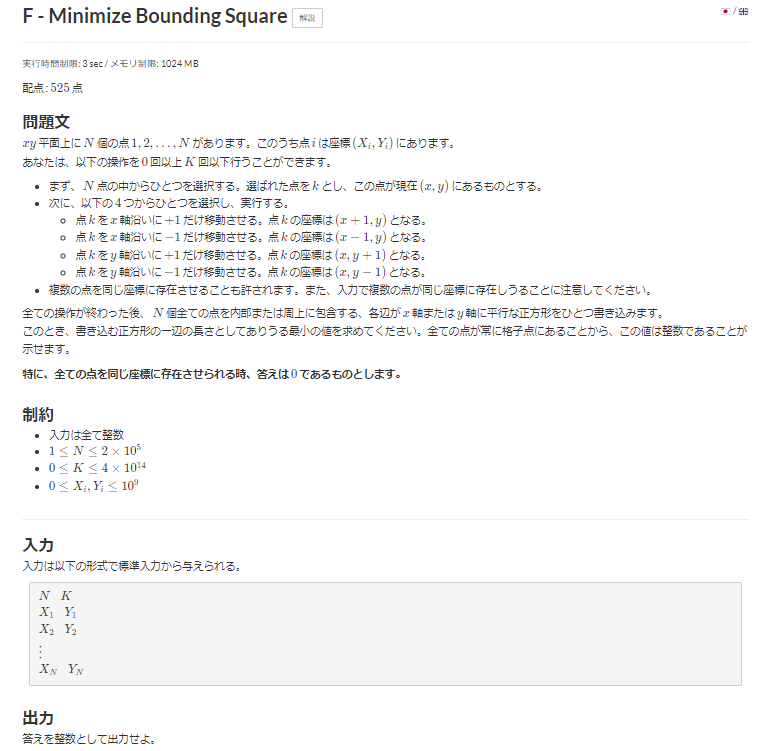 F - Minimize Bounding Square 解説
/
実行時間制限: 3 sec / メモリ制限: 1024 MB
配点 : 525 点
問題文
xy 平面上に N 個の点 1, 2, …, N があります。このうち点 i は座標 (X_i, Y_i) にあります。
あなたは、以下の操作を 0 回以上 K 回以下行うことができます。
• まず、 N 点の中からひとつを選択する。選ばれた点を k とし、この点が現在 (x, y) にあるものとする。
• 次に、以下の 4 つからひとつを選択し、実行する。
◦ 点 k を x 軸沿いに +1 だけ移動させる。点 k の座標は (x + 1, y) となる。
◦ 点 k を x 軸沿いに −1 だけ移動させる。点 k の座標は (x − 1, y) となる。
◦ 点 k を y 軸沿いに +1 だけ移動させる。点 k の座標は (x, y + 1) となる。
◦ 点 k を y 軸沿いに −1 だけ移動させる。点 k の座標は (x, y − 1) となる。
• 複数の点を同じ座標に存在させることも許されます。また、入力で複数の点が同じ座標に存在しうることに注意してください。
全ての操作が終わった後、 N 個全ての点を内部または周上に包含する、各辺が x 軸または y 軸に平行な正方形をひとつ書き込みます。
このとき、書き込む正方形の一辺の長さとしてありうる最小の値を求めてください。全ての点が常に格子点にあることから、この値は整数であることが
示せます。
特に、全ての点を同じ座標に存在させられる時、答えは 0 であるものとします。
制約
• 入力は全て整数
• 1 ≤ N ≤ 2 × 10^5
• 0 ≤ K ≤ 4 × 10^14
• 0 ≤ X_i, Y_i ≤ 10^9
入力
入力は以下の形式で標準入力から与えられる。
N K
X_1 Y_1
X_2 Y_2
⋮
X_N Y_N
出力
答えを整数として出力せよ。